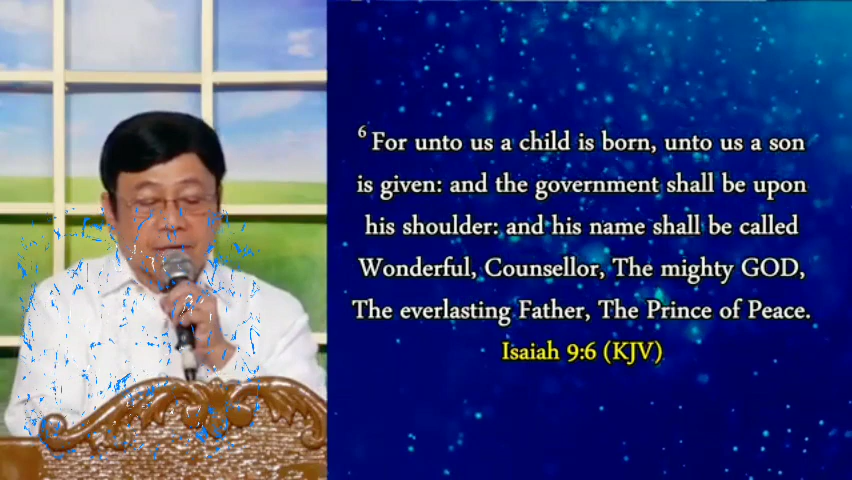 6 For unto us a child is born, unto us a son
is given: and the government shall be upon
his shoulder: and his name shall be called
Wonderful, Counsellor, The mighty GOD,
The everlasting Father, The Prince of Peace.
Isaiah 9:6 (KJV)